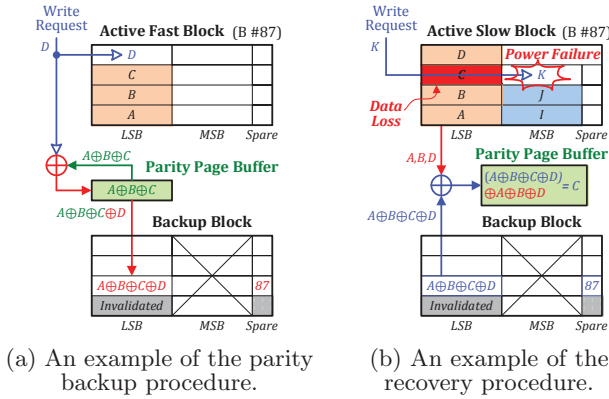 Write Request
D
Active Fast Block (B #87)
D
C
B
A
LSB MSB Spare
A⊕B⊕C
Parity Page Buffer
A⊕B⊕C
A⊕B⊕C⊕D
Backup Block
A⊕B⊕C⊕D 87
Invalidated
LSB MSB Spare
(a) An example of the parity
backup procedure.
Write Request
K
Active Slow Block (B #87)
D Power Failure
C K
B J
A I
Data Loss
LSB MSB Spare
A,B,D
Parity Page Buffer
(A⊕B⊕C⊕D)
⊕A⊕B⊕D = C
A⊕B⊕C⊕D
Backup Block
A⊕B⊕C⊕D 87
Invalidated
LSB MSB Spare
(b) An example of the
recovery procedure.